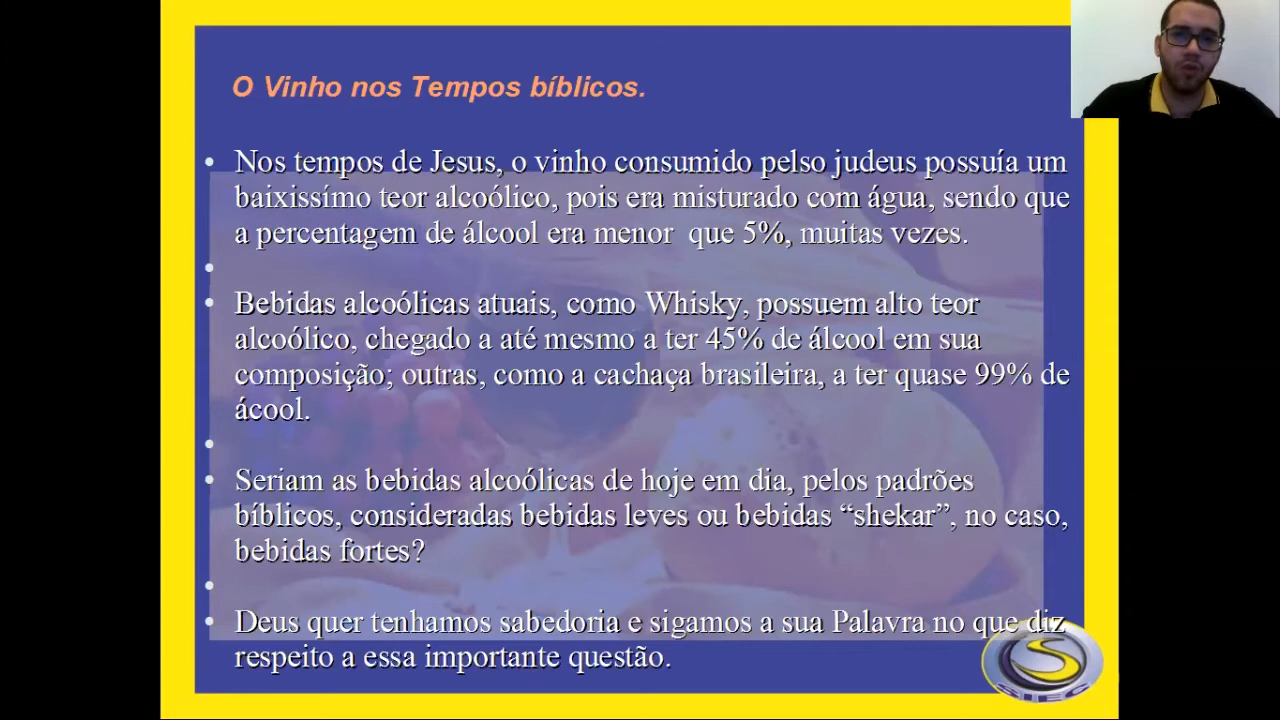 O Vinho nos Tempos bíblicos.
• Nos tempos de Jesus, o vinho consumido pelso judeus possuía um
baixissímo teor alcoólico, pois era misturado com água, sendo que
a percentagem de álcool era menor  que 5%, muitas vezes.
•
• Bebidas alcoólicas atuais, como Whisky, possuem alto teor
alcoólico, chegado a até mesmo a ter 45% de álcool em sua
composição; outras, como a cachaça brasileira, a ter quase 99% de
ácool.
•
• Seriam as bebidas alcoólicas de hoje em dia, pelos padrões
bíblicos, consideradas bebidas leves ou bebidas “shekar”, no caso,
bebidas fortes?
•
• Deus quer tenhamos sabedoria e sigamos a sua Palavra no que diz
respeito a essa importante questão.
S
SIEC